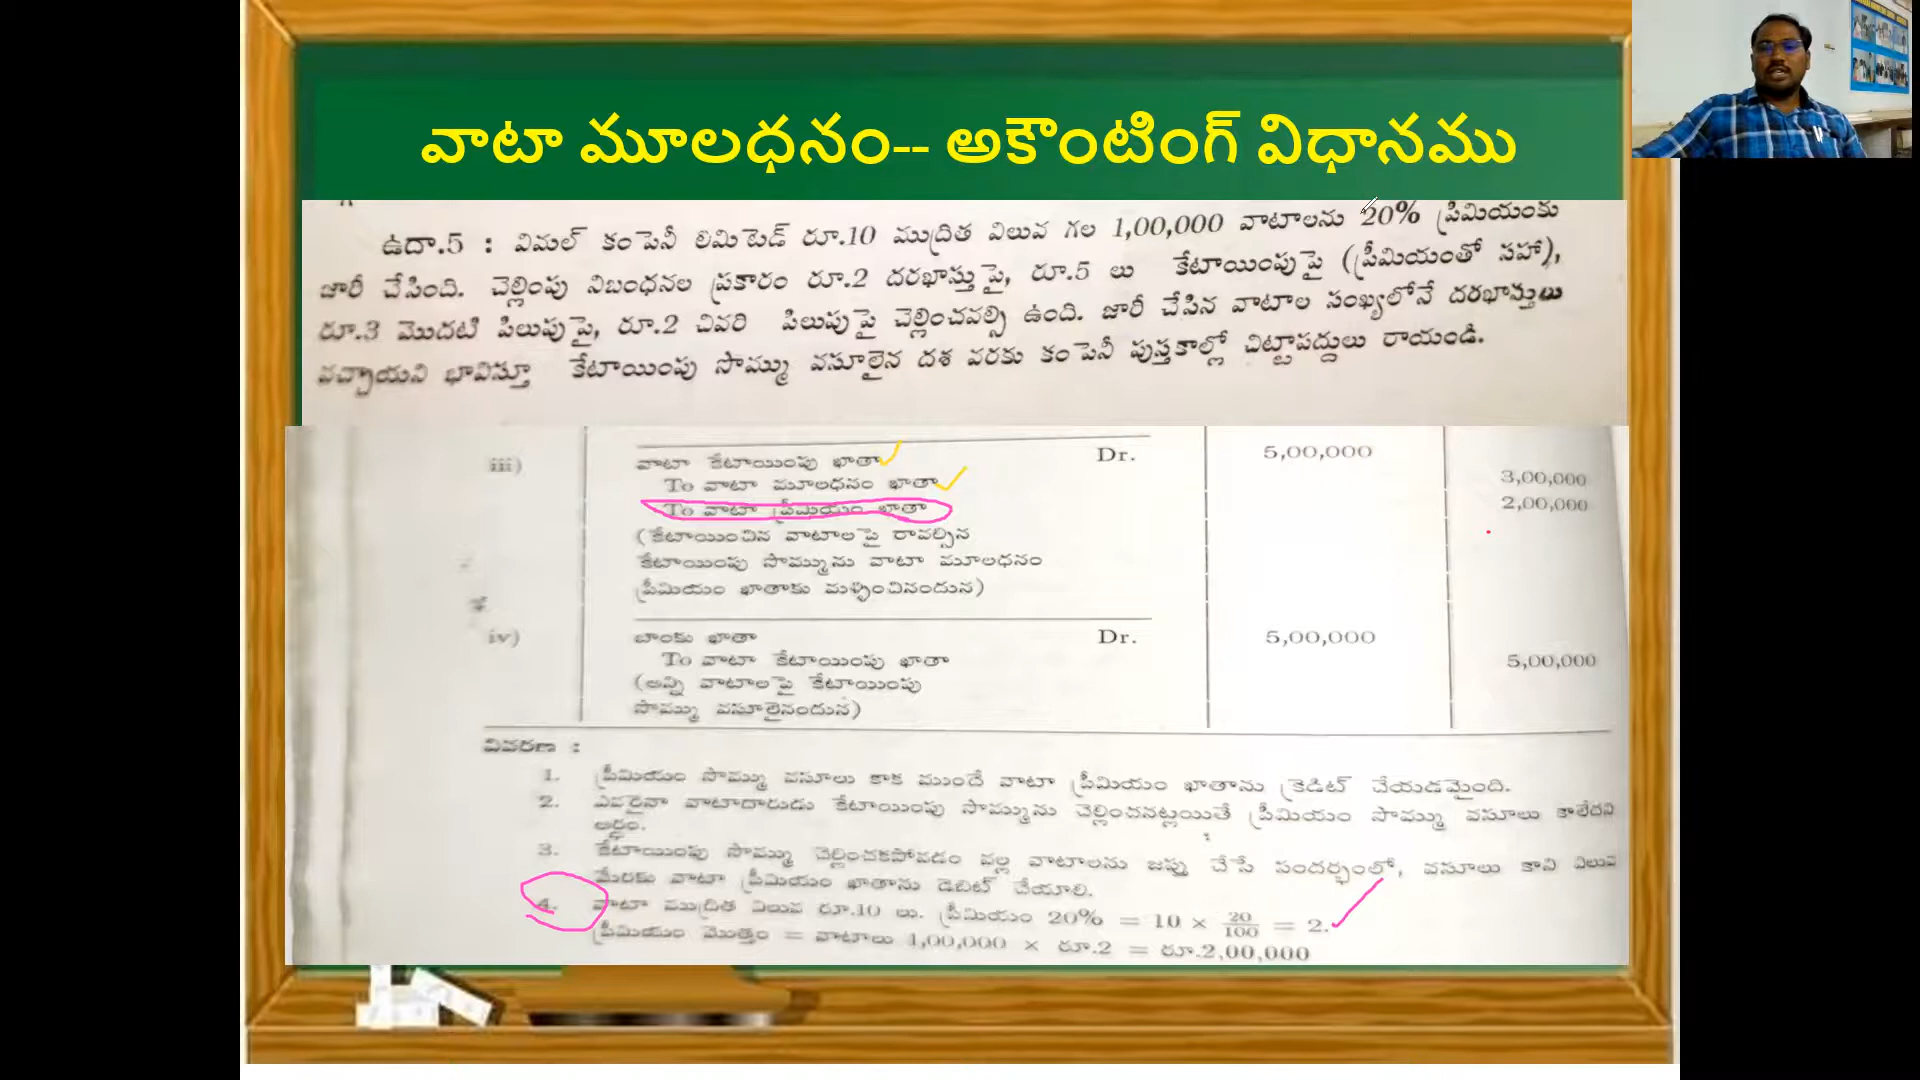 వాటా మూలధనం-- అకౌంటింగ్ విధానము
ఉదా.5 : విమల్ కంపెనీ లిమిటెడ్ రూ.10 ముద్రిత విలువ గల 1,00,000 వాటాలను 20% ప్రీమియంకు
జారీ చేసింది. చెల్లింపు నిబంధనల ప్రకారం రూ.2 దరఖాస్తుపై, రూ.5 లు కేటాయింపుపై (ప్రీమియంతో సహా),
రూ.3 మొదటి పిలుపుపై, రూ.2 చివరి పిలుపుపై చెల్లించవల్సి ఉంది. జారీ చేసిన వాటాల సంఖ్యలోనే దరఖాస్తులు
వచ్చాయని భావిస్తూ కేటాయింపు సొమ్ము వసూలైన దశ వరకు కంపెనీ పుస్తకాల్లో చిట్టాపద్దులు రాయండి.
iii) వాటా కేటాయింపు ఖాతా Dr. 5,00,000
To వాటా మూలధనం ఖాతా 3,00,000
To వాటా ప్రీమియం ఖాతా 2,00,000
(కేటాయించిన వాటాలపై రావల్సిన
కేటాయింపు సొమ్మును వాటా మూలధనం
ప్రీమియం ఖాతాకు మళ్ళించినందున)
iv) బాంకు ఖాతా Dr. 5,00,000
To వాటా కేటాయింపు ఖాతా 5,00,000
(అన్ని వాటాలపై కేటాయింపు
సొమ్ము వసూలైనందున)
వివరణ :
1. ప్రీమియం సొమ్ము వసూలు కాక ముందే వాటా ప్రీమియం ఖాతాను క్రెడిట్ చేయడమైంది.
2. ఎవరైనా వాటాదారుడు కేటాయింపు సొమ్మును చెల్లించనట్లయితే ప్రీమియం సొమ్ము వసూలు కాలేదని
అర్థం.
3. కేటాయింపు సొమ్ము చెల్లించకపోవడం వల్ల వాటాలను జప్తు చేసే సందర్భంలో, వసూలు కాని విలువ
మేరకు వాటా ప్రీమియం ఖాతాను డెబిట్ చేయాలి.
4. వాటా ముద్రిత విలువ రూ.10 లు. ప్రీమియం 20% = 10 × 20/100 = 2.
ప్రీమియం మొత్తం = వాటాలు 1,00,000 × రూ.2 = రూ.2,00,000